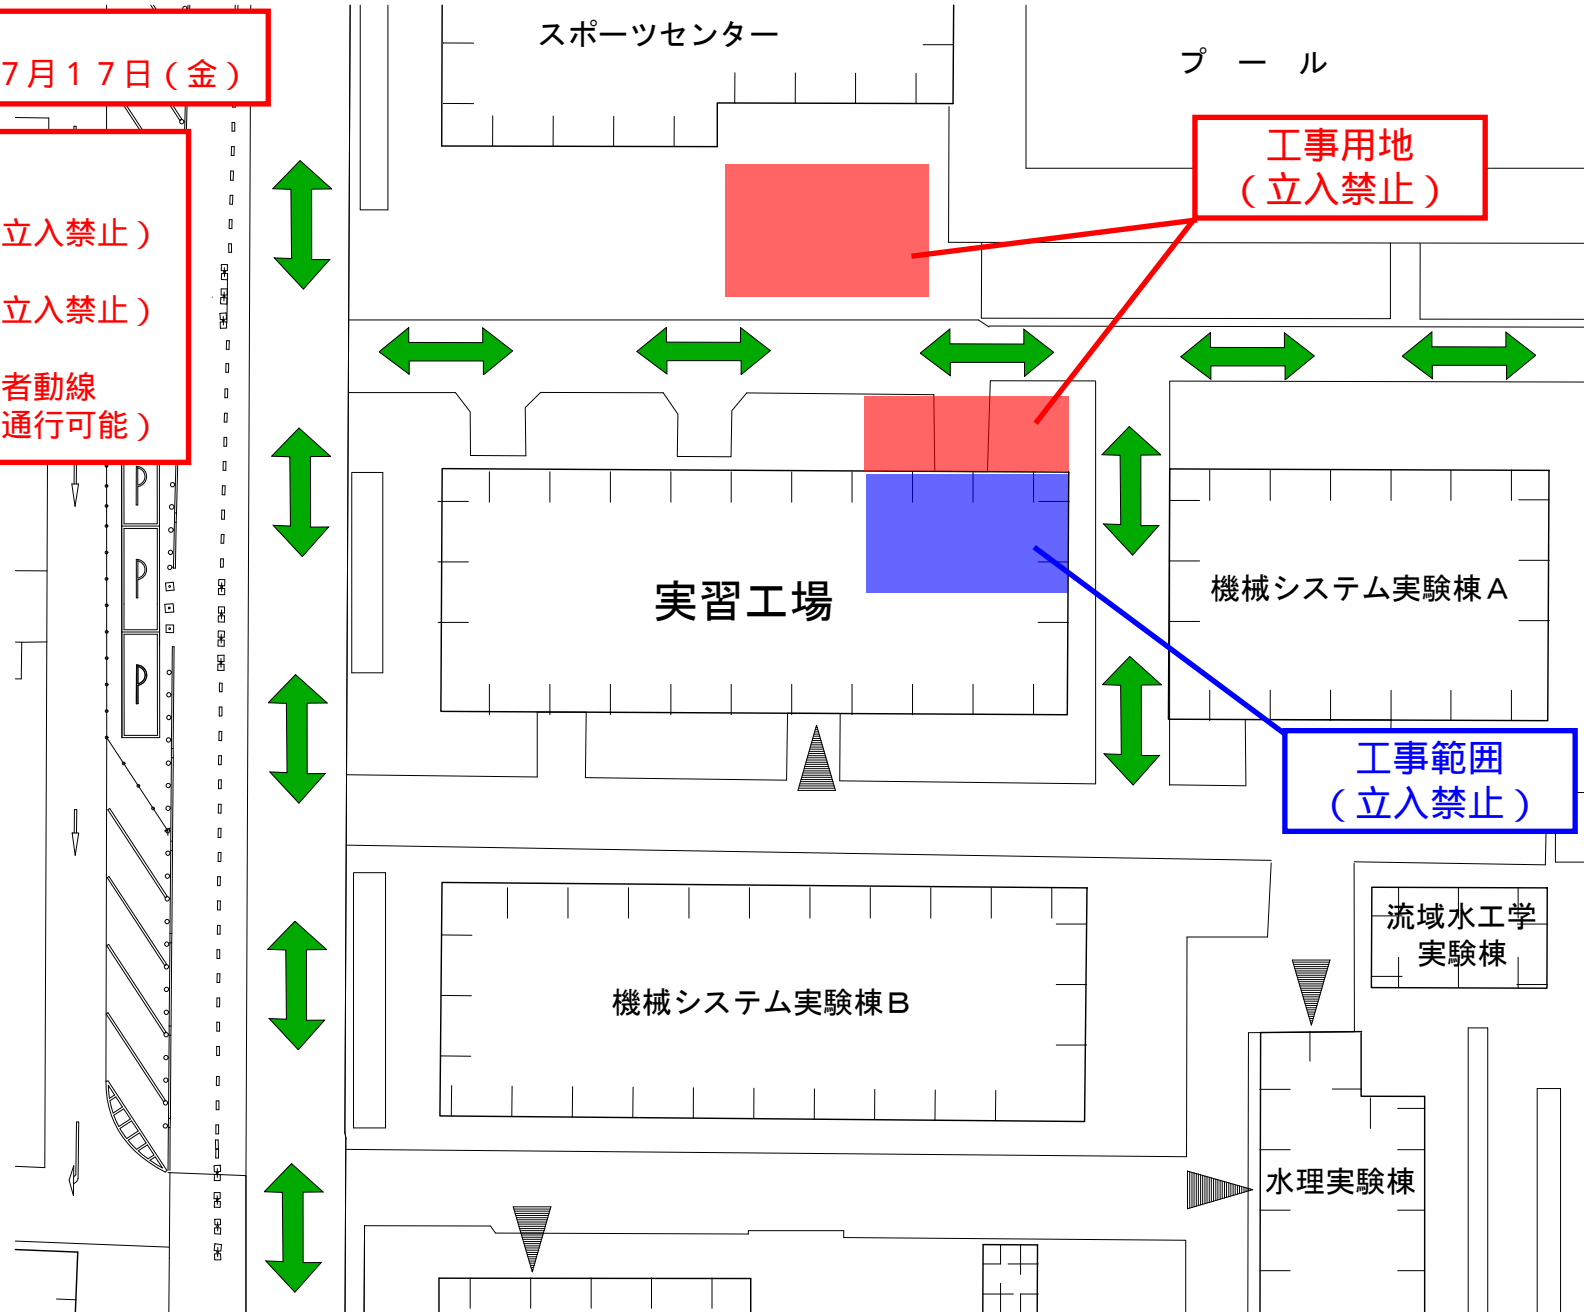 スポーツセンター
プ　ー　ル
７月１７日（金）
工事用地
（立入禁止）
立入禁止）
立入禁止）
者動線
通行可能）
P
P
P
実習工場
機械システム実験棟Ａ
工事範囲
（立入禁止）
流域水工学
実験棟
機械システム実験棟Ｂ
水理実験棟